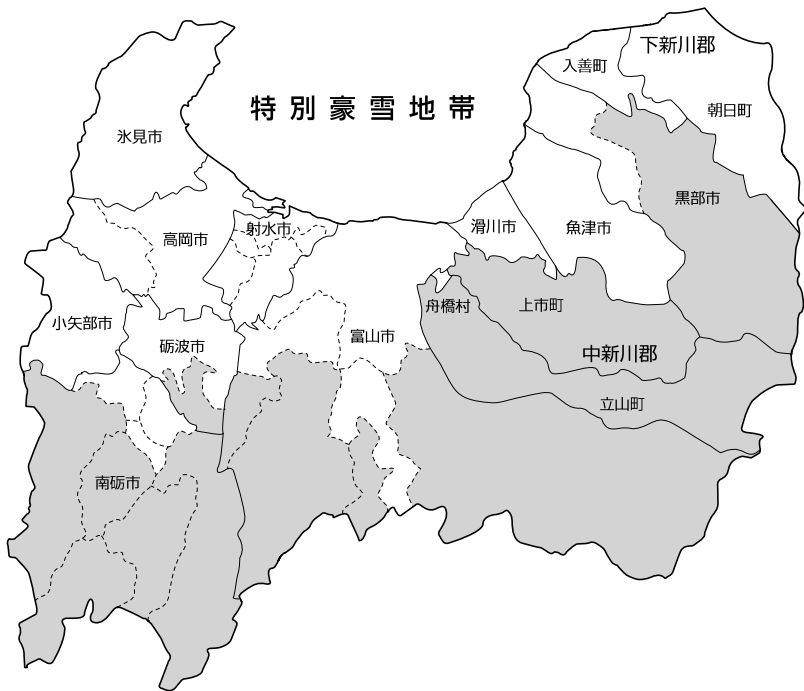 特別豪雪地帯
下新川郡
入善町
朝日町
氷見市
黒部市
高岡市
射水市
滑川市
魚津市
舟橋村
上市町
小矢部市
砺波市
富山市
中新川郡
立山町
南砺市